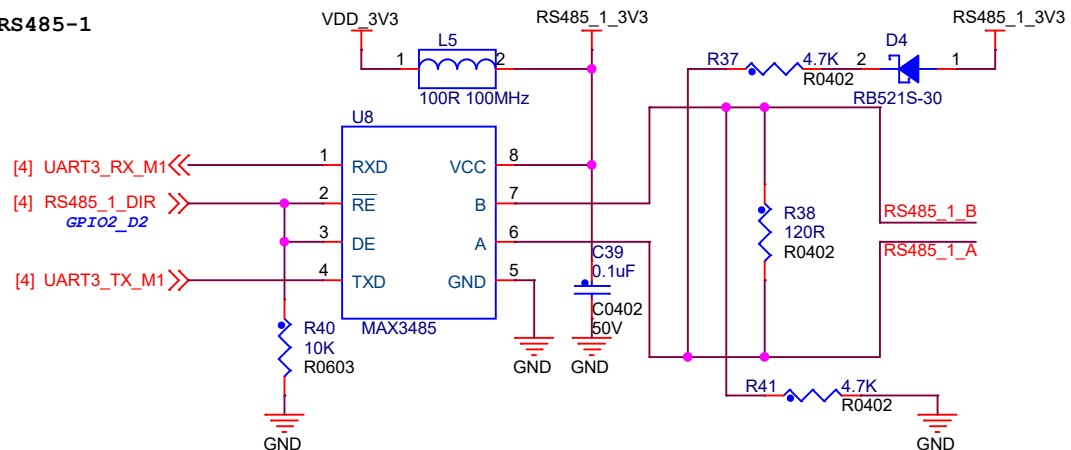 RS485-1
VDD_3V3
RS485_1_3V3
RS485_1_3V3
L5
1
2
100R 100MHz
R37
4.7K
R0402
D4
2
1
RB521S-30
U8
[4] UART3_RX_M1
1
RXD
VCC
8
[4] RS485_1_DIR
2
RE
B
7
GPIO2_D2
3
DE
A
6
[4] UART3_TX_M1
4
TXD
GND
5
MAX3485
R38
120R
R0402
RS485_1_B
RS485_1_A
C39
0.1uF
C0402
50V
R40
10K
R0603
GND
GND
GND
R41
4.7K
R0402
GND